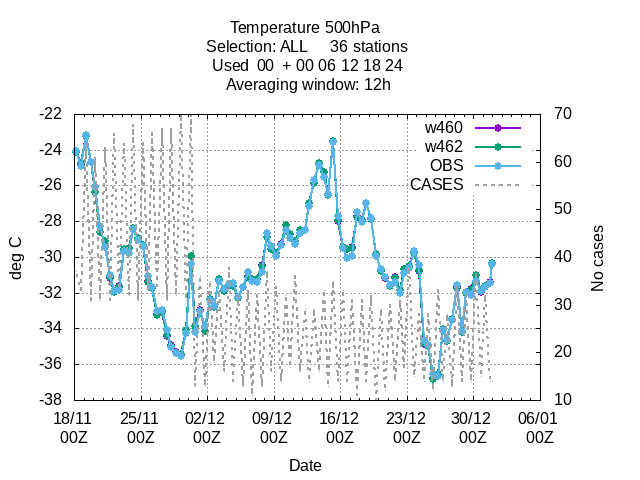 Temperature 500hPa
Selection: ALL 36 stations
Used 00 + 00 06 12 18 24
Averaging window: 12h
-22 70
w460
w462
OBS
CASES
-24 60
-26
-28 50
-30 40
-32 30
-34 20
-36
-38 10
deg C
No cases
18/11 25/11 02/12 09/12 16/12 23/12 30/12 06/01
00Z 00Z 00Z 00Z 00Z 00Z 00Z 00Z
Date